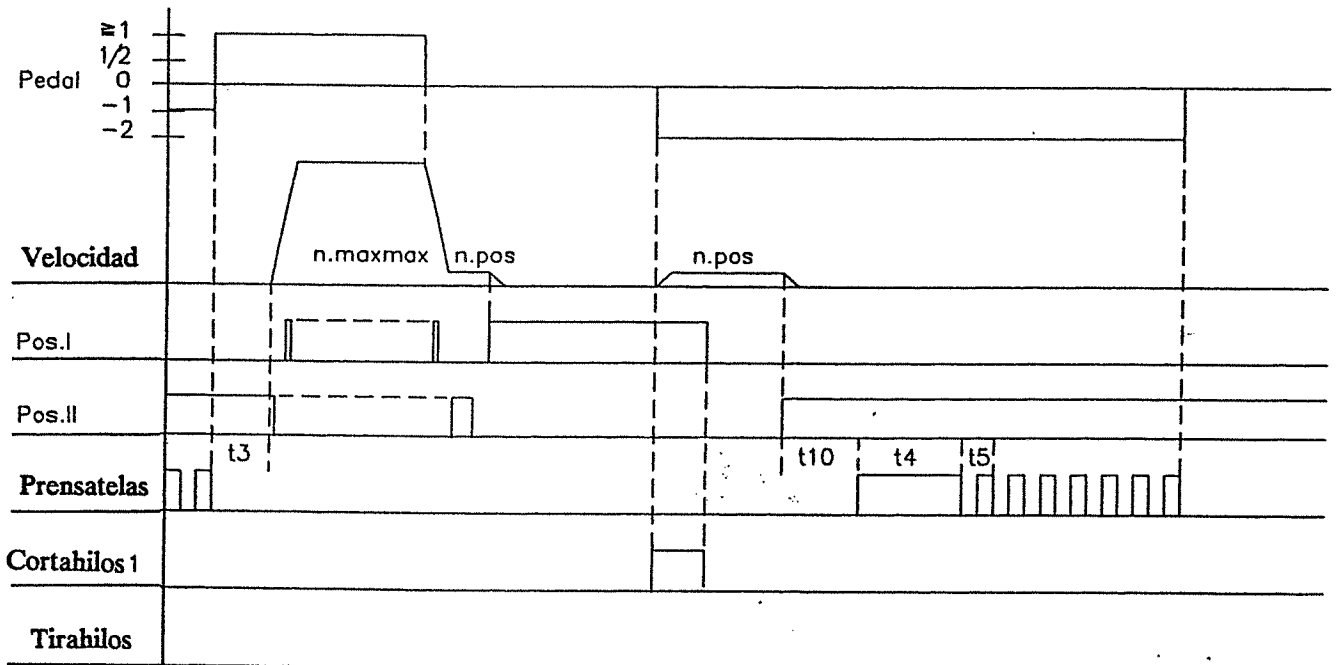 ≥1
1/2
Pedal 0
-1
-2
Velocidad n.maxmax n.pos n.pos
Pos.I
Pos.II
t3 t10 t4 t5
Prensatelas
Cortahilos 1
Tirahilos